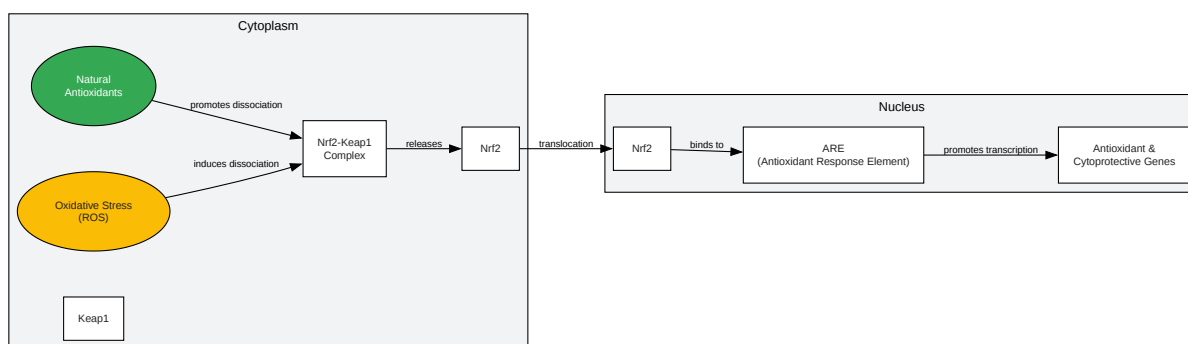 Cytoplasm
Natural
Antioxidants
promotes dissociation
Nrf2-Keap1
Complex
induces dissociation
Oxidative Stress
(ROS)
Keap1
releases
Nrf2
translocation
Nucleus
Nrf2
binds to
ARE
(Antioxidant Response Element)
promotes transcription
Antioxidant &
Cytoprotective Genes